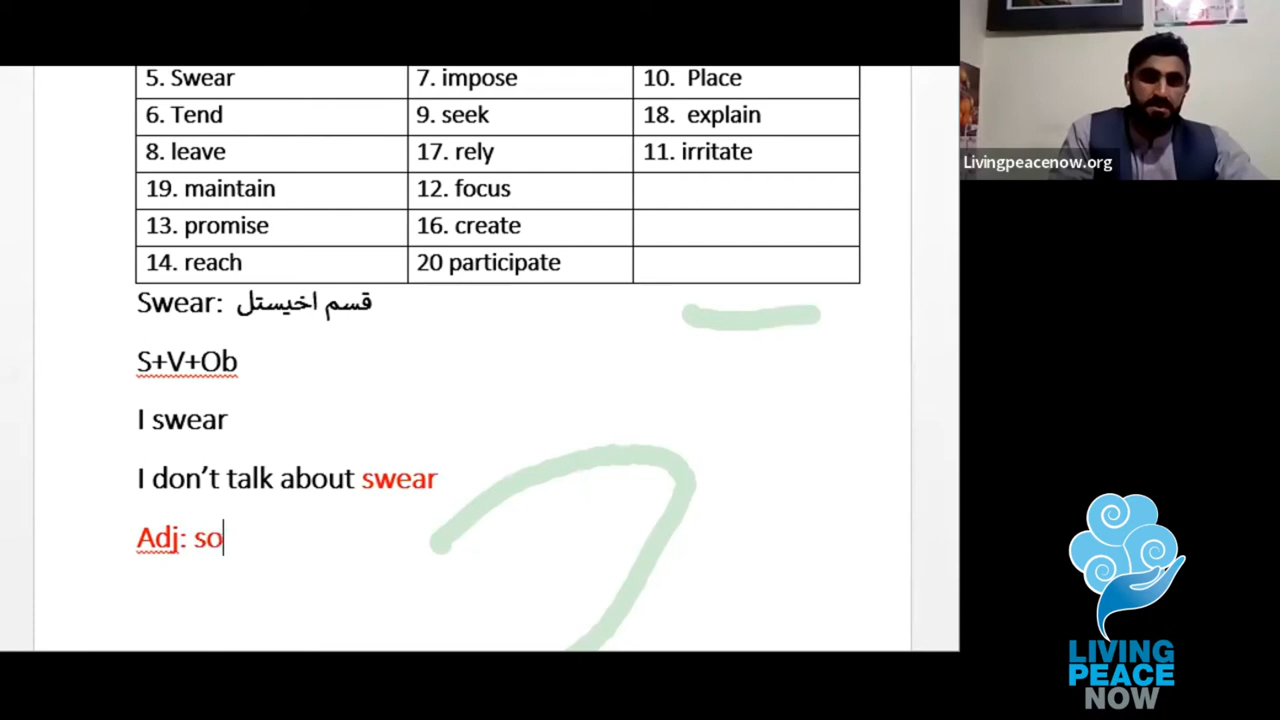 5. Swear 7. impose 10. Place
6. Tend 9. seek 18. explain
8. leave 17. rely 11. irritate
19. maintain 12. focus
13. promise 16. create
14. reach 20 participate
Swear: قسم اخیستل
S+V+Ob
I swear
I don’t talk about swear
Adj: so
Livingpeacenow.org
LIVING
PEACE
NOW